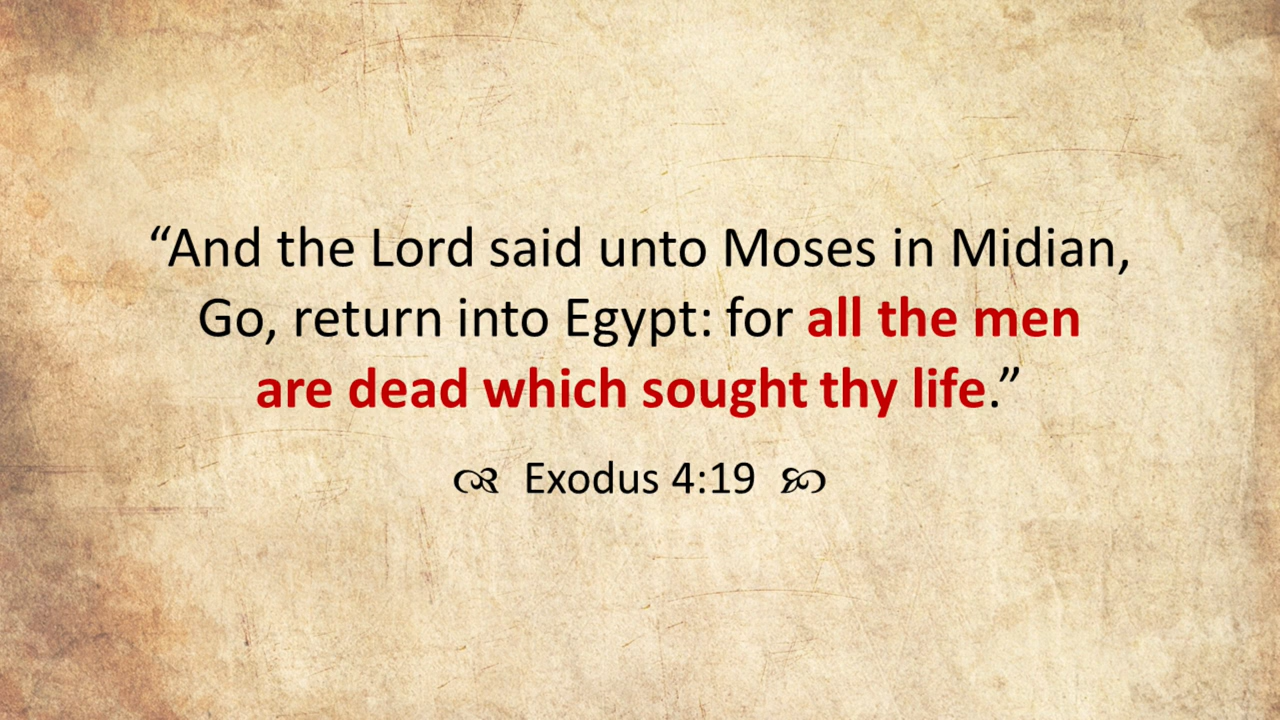 “And the Lord said unto Moses in Midian,
Go, return into Egypt: for all the men
are dead which sought thy life.”
Exodus 4:19